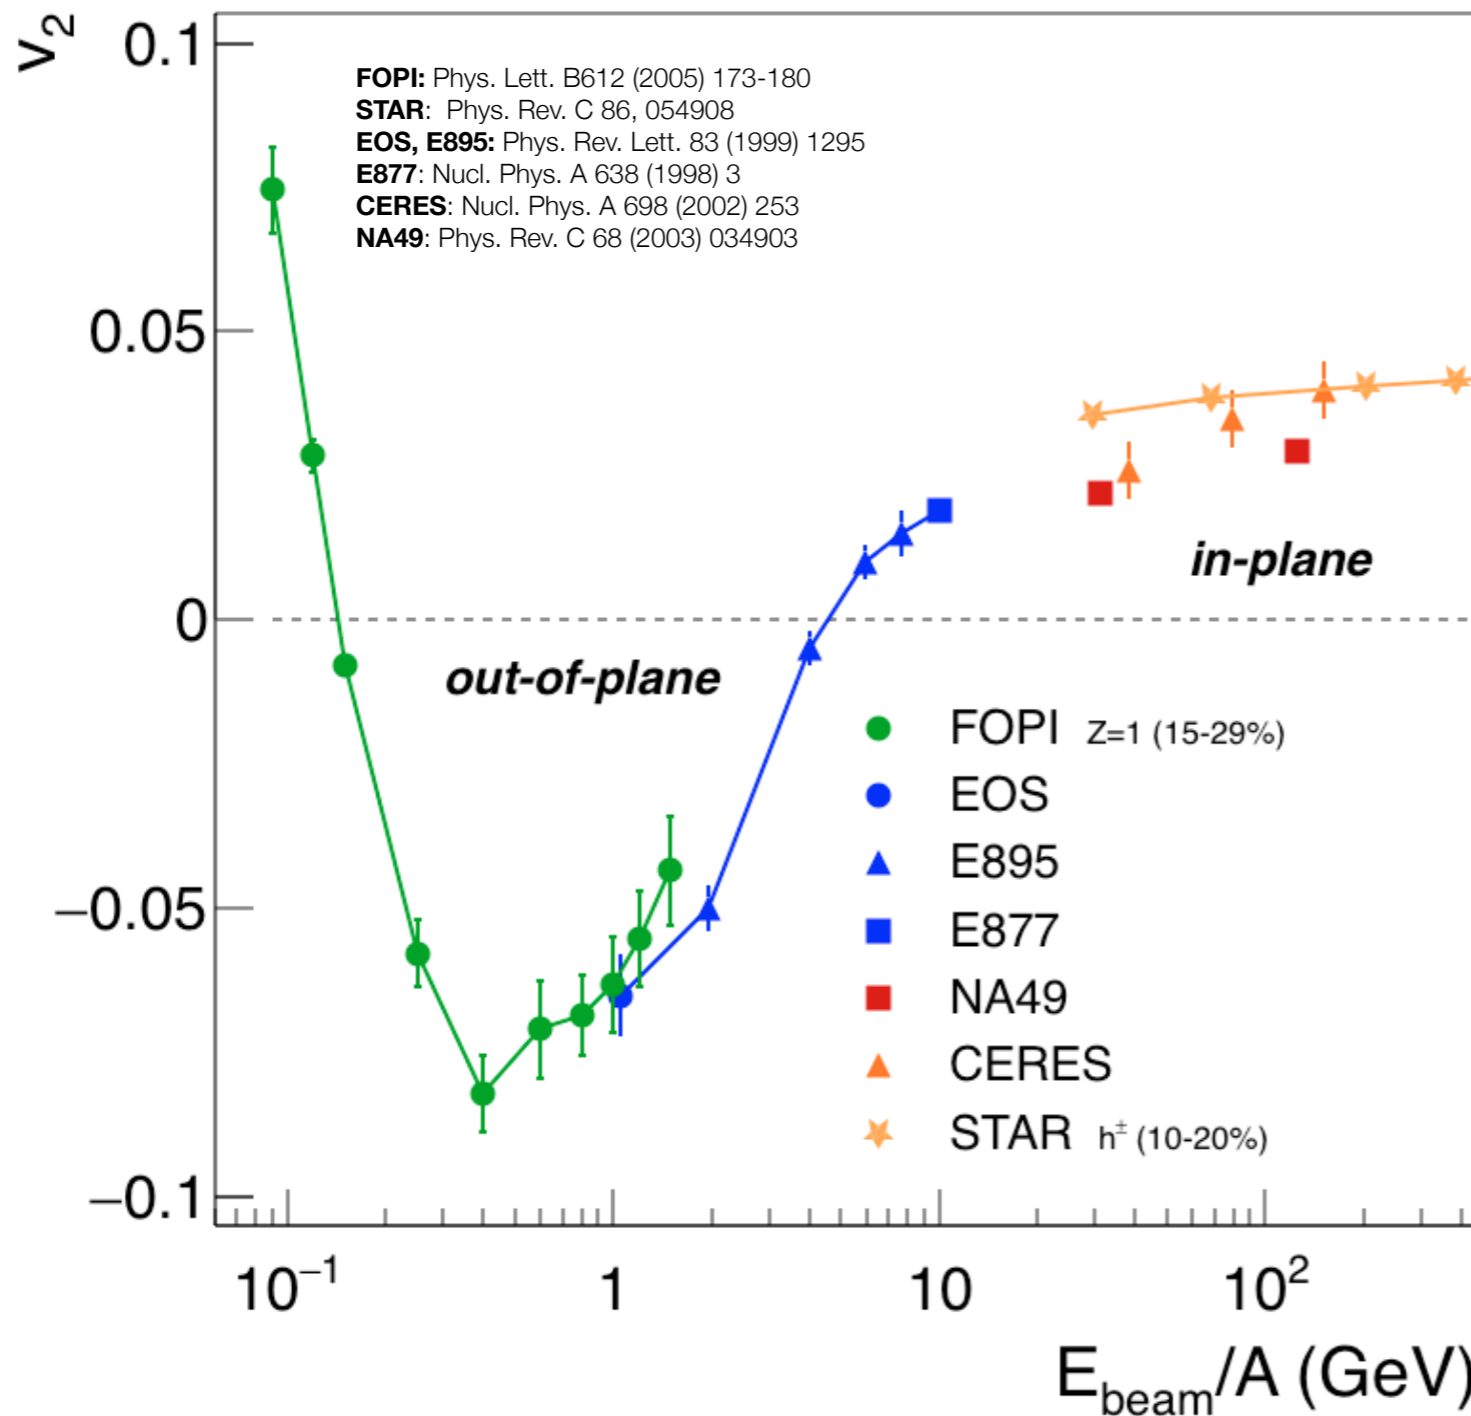 v₂
0.1
FOPI: Phys. Lett. B612 (2005) 173-180
STAR: Phys. Rev. C 86, 054908
EOS, E895: Phys. Rev. Lett. 83 (1999) 1295
E877: Nucl. Phys. A 638 (1998) 3
CERES: Nucl. Phys. A 698 (2002) 253
NA49: Phys. Rev. C 68 (2003) 034903
0.05
in-plane
0
out-of-plane
FOPI Z=1 (15-29%)
EOS
E895
−0.05
E877
NA49
CERES
STAR h± (10-20%)
−0.1
10⁻¹ 1 10 10²
E_beam/A (GeV)